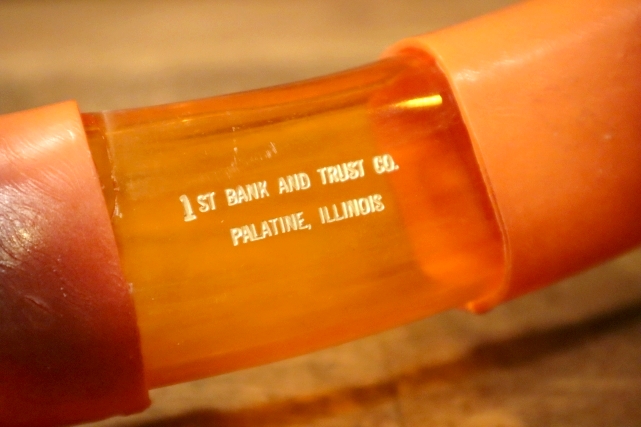 1ST BANK AND TRUST CO.
PALATINE, ILLINOIS